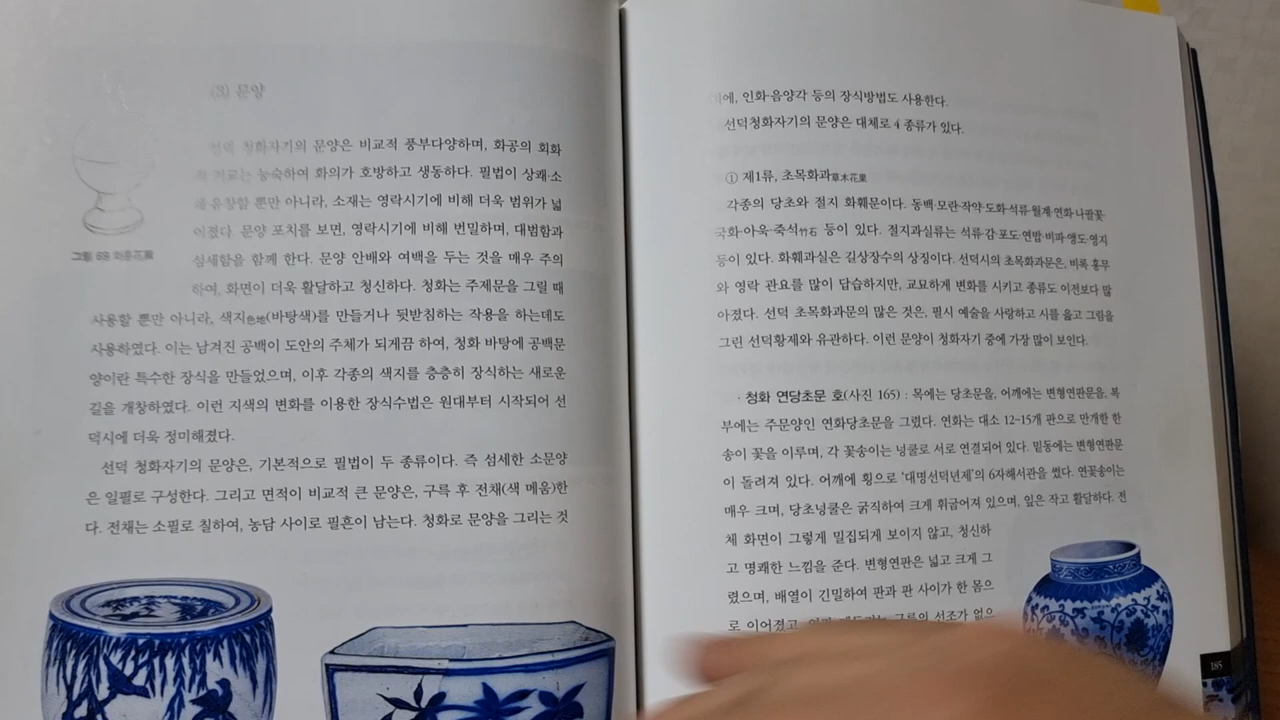 (3) 문양
선덕 청화자기의 문양은 비교적 풍부다양하며, 화공의 회화
적 기교는 능숙하여 화의가 호방하고 생동하다. 필법이 상쾌·소
쇄·유창할 뿐만 아니라, 소재는 영락시기에 비해 더욱 범위가 넓
어졌다. 문양 포치를 보면, 영락시기에 비해 번밀하며, 대범함과
섬세함을 함께 한다. 문양 안배와 여백을 두는 것을 매우 주의
하여, 화면이 더욱 활달하고 청신하다. 청화는 주제문을 그릴 때
사용할 뿐만 아니라, 색지色地(바탕색)를 만들거나 뒷받침하는 작용을 하는데도
사용하였다. 이는 남겨진 공백이 도안의 주체가 되게끔 하여, 청화 바탕에 공백문
양이란 특수한 장식을 만들었으며, 이후 각종의 색지를 층층히 장식하는 새로운
길을 개창하였다. 이런 지색의 변화를 이용한 장식수법은 원대부터 시작되어 선
덕시에 더욱 정미해졌다.
선덕 청화자기의 문양은, 기본적으로 필법이 두 종류이다. 즉 섬세한 소문양
은 일필로 구성한다. 그리고 면적이 비교적 큰 문양은, 구륵 후 전채(색 메움)한
다. 전채는 소필로 칠하여, 농담 사이로 필흔이 남는다. 청화로 문양을 그리는 것
그림 68
외에, 인화·음양각 등의 장식방법도 사용한다.
선덕청화자기의 문양은 대체로 4 종류가 있다.
① 제1류, 초목화과草木花果
각종의 당초와 절지 화훼문이다. 동백·모란·작약·도화·석류·월계·연화·나팔꽃·
국화·아욱·죽석竹石 등이 있다. 절지과실류는 석류·감·포도·연밥·비파·앵도·영지
등이 있다. 화훼과실은 길상장수의 상징이다. 선덕시의 초목화과문은, 비록 홍무
와 영락 관요를 많이 답습하지만, 교묘하게 변화를 시키고 종류도 이전보다 많
아졌다. 선덕 초목화과문의 많은 것은, 필시 예술을 사랑하고 시를 읊고 그림을
그린 선덕황제와 유관하다. 이런 문양이 청화자기 중에 가장 많이 보인다.
· 청화 연당초문 호(사진 165) : 목에는 당초문을, 어깨에는 변형연판문을, 복
부에는 주문양인 연화당초문을 그렸다. 연화는 대소 12-15개 판으로 만개한 한
송이 꽃을 이루며, 각 꽃송이는 넝쿨로 서로 연결되어 있다. 밑동에는 변형연판문
이 돌려져 있다. 어깨에 횡으로 '대명선덕년제'의 6자해서관을 썼다. 연꽃송이는
매우 크며, 당초넝쿨은 굵직하여 크게 휘굽어져 있으며, 잎은 작고 활달하다. 전
체 화면이 그렇게 밀집되게 보이지 않고, 청신하
고 명쾌한 느낌을 준다. 변형연판은 넓고 크게 그
렸으며, 배열이 긴밀하여 판과 판 사이가 한 몸으
로 이어졌고, 구륵의 선조가 없으
185